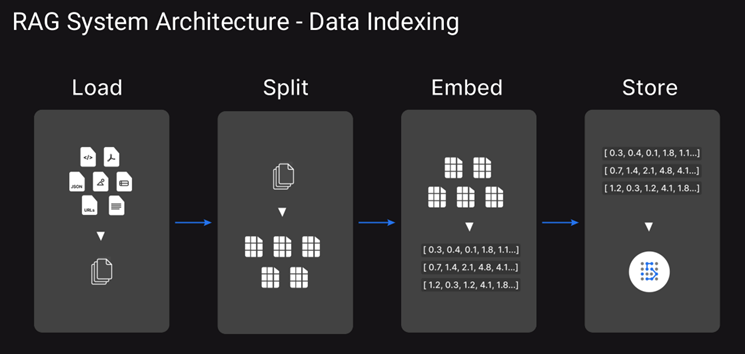 RAG System Architecture - Data Indexing
Load
Split
Embed
Store
</>
JSON
URLs
[ 0.3, 0.4, 0.1, 1.8, 1.1...]
[ 0.7, 1.4, 2.1, 4.8, 4.1...]
[ 1.2, 0.3, 1.2, 4.1, 1.8...]
[ 0.3, 0.4, 0.1, 1.8, 1.1...]
[ 0.7, 1.4, 2.1, 4.8, 4.1...]
[ 1.2, 0.3, 1.2, 4.1, 1.8...]